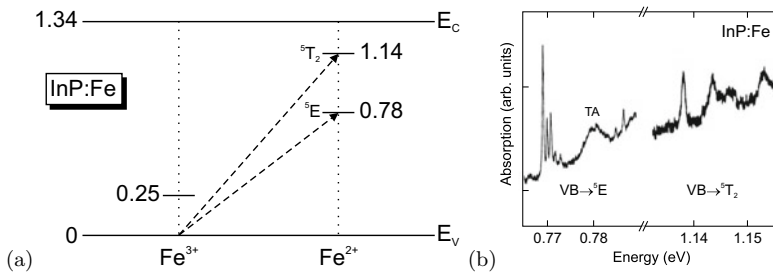 1.34
E_C
⁵T₂
1.14
InP:Fe
⁵E
0.78
0.25
0
E_V
(a)
Fe³⁺
Fe²⁺
InP:Fe
Absorption (arb. units)
TA
VB→⁵E
VB→⁵T₂
(b)
0.77
0.78
1.14
1.15
Energy (eV)